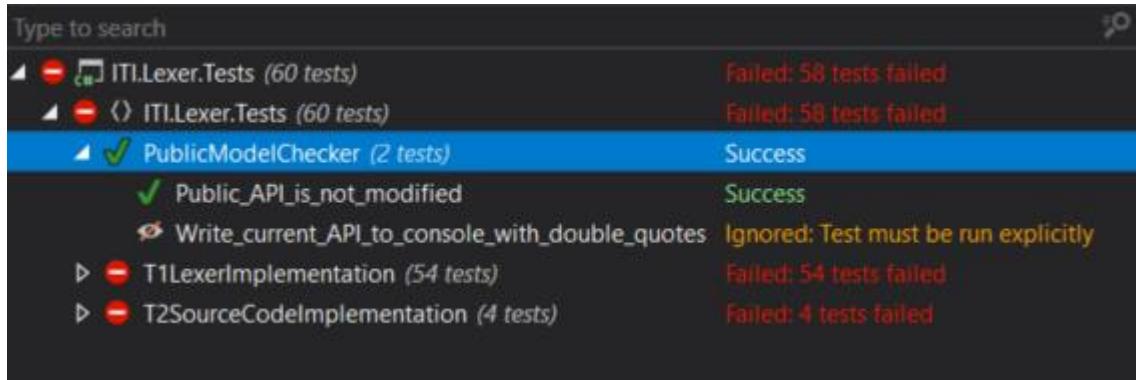 Type to search
ITI.Lexer.Tests (60 tests) Failed: 58 tests failed
ITI.Lexer.Tests (60 tests) Failed: 58 tests failed
PublicModelChecker (2 tests) Success
Public_API_is_not_modified Success
Write_current_API_to_console_with_double_quotes Ignored: Test must be run explicitly
T1LexerImplementation (54 tests) Failed: 54 tests failed
T2SourceCodeImplementation (4 tests) Failed: 4 tests failed